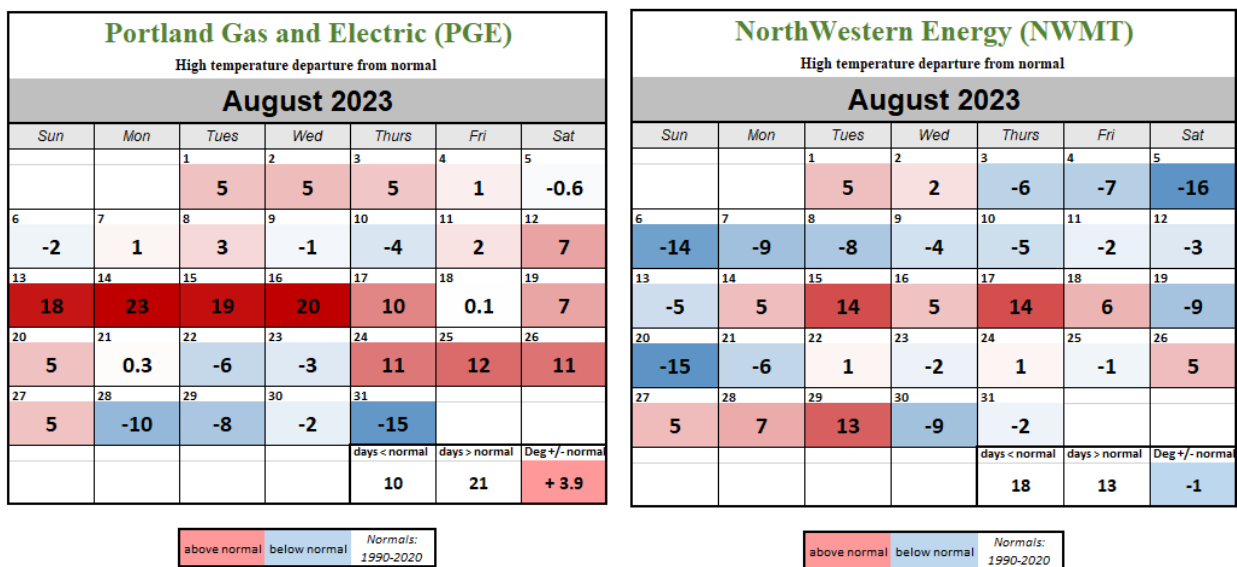 Portland Gas and Electric (PGE)
High temperature departure from normal
August 2023
Sun Mon Tues Wed Thurs Fri Sat
1 2 3 4 5
5 5 5 1 -0.6
6 7 8 9 10 11 12
-2 1 3 -1 -4 2 7
13 14 15 16 17 18 19
18 23 19 20 10 0.1 7
20 21 22 23 24 25 26
5 0.3 -6 -3 11 12 11
27 28 29 30 31
5 -10 -8 -2 -15
days < normal days > normal Deg +/- normal
10 21 + 3.9
above normal below normal Normals:
1990-2020
NorthWestern Energy (NWMT)
High temperature departure from normal
August 2023
Sun Mon Tues Wed Thurs Fri Sat
1 2 3 4 5
5 2 -6 -7 -16
6 7 8 9 10 11 12
-14 -9 -8 -4 -5 -2 -3
13 14 15 16 17 18 19
-5 5 14 5 14 6 -9
20 21 22 23 24 25 26
-15 -6 1 -2 1 -1 5
27 28 29 30 31
5 7 13 -9 -2
days < normal days > normal Deg +/- normal
18 13 -1
above normal below normal Normals:
1990-2020